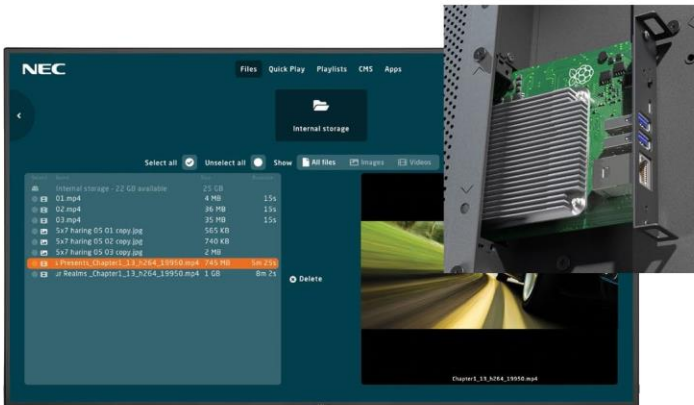 NEC
Files Quick Play Playlists CMS Apps
Internal storage
Select all Unselect all Show All files Images Videos
Internal storage - 22 GB available 25 GB
01.mp4 4 MB 15s
02.mp4 36 MB 15s
03.mp4 35 MB 15s
5x7 haring 05 01 copy.jpg 565 KB
5x7 haring 05 02 copy.jpg 740 KB
5x7 haring 05 03 copy.jpg 2 MB
Presents_Chapter1_13_h264_19950.mp4 745 MB 5m 25s
Realms _Chapter1_13_h264_19950.mp4 1 GB 8m 2s
Delete
Chapter1_13_h264_19950.mp4